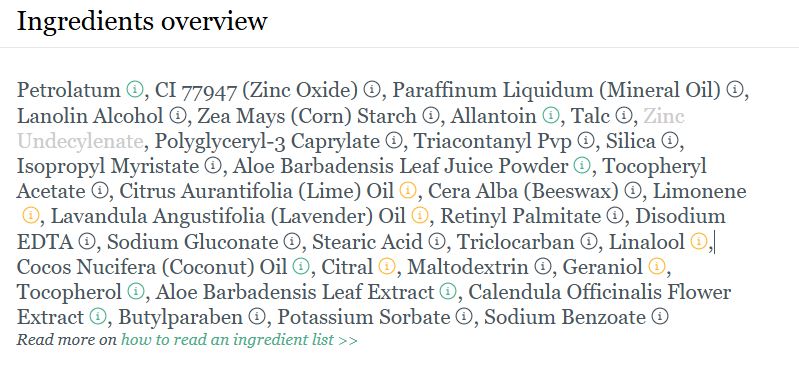 Ingredients overview
Petrolatum, CI 77947 (Zinc Oxide), Paraffinum Liquidum (Mineral Oil),
Lanolin Alcohol, Zea Mays (Corn) Starch, Allantoin, Talc, Zinc
Undecylenate, Polyglyceryl-3 Caprylate, Triacontanyl Pvp, Silica,
Isopropyl Myristate, Aloe Barbadensis Leaf Juice Powder, Tocopheryl
Acetate, Citrus Aurantifolia (Lime) Oil, Cera Alba (Beeswax), Limonene
, Lavandula Angustifolia (Lavender) Oil, Retinyl Palmitate, Disodium
EDTA, Sodium Gluconate, Stearic Acid, Triclocarban, Linalool,
Cocos Nucifera (Coconut) Oil, Citral, Maltodextrin, Geraniol,
Tocopherol, Aloe Barbadensis Leaf Extract, Calendula Officinalis Flower
Extract, Butylparaben, Potassium Sorbate, Sodium Benzoate
Read more on how to read an ingredient list >>